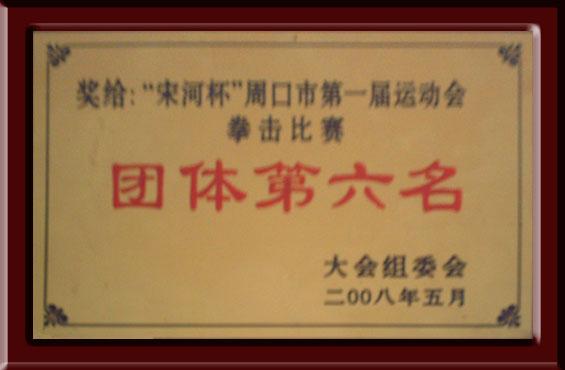 奖给："宋河杯"周口市第一届运动会
拳击比赛
团体第六名
大会组委会
二00八年五月